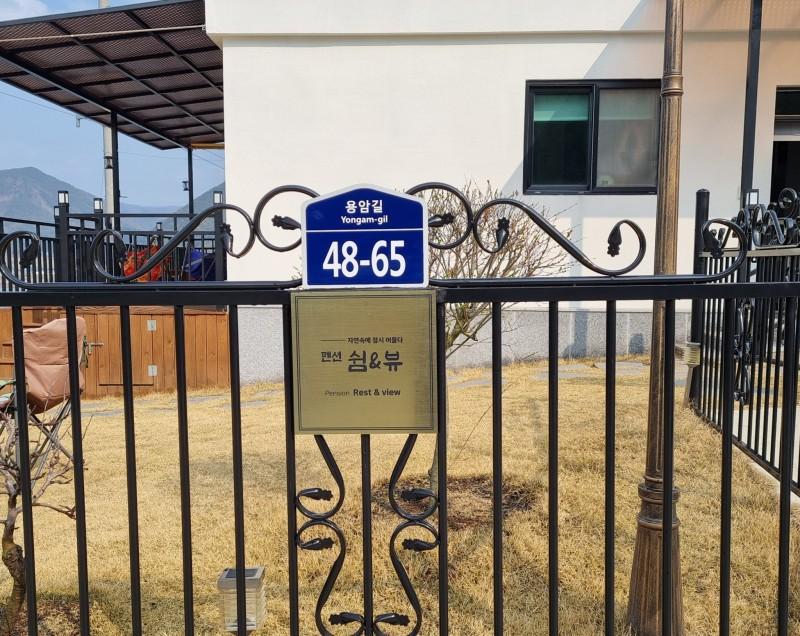 용암길
Yongam-gil
48-65
자연속에 잠시 머물다
펜션 쉼&뷰
Pension Rest & view